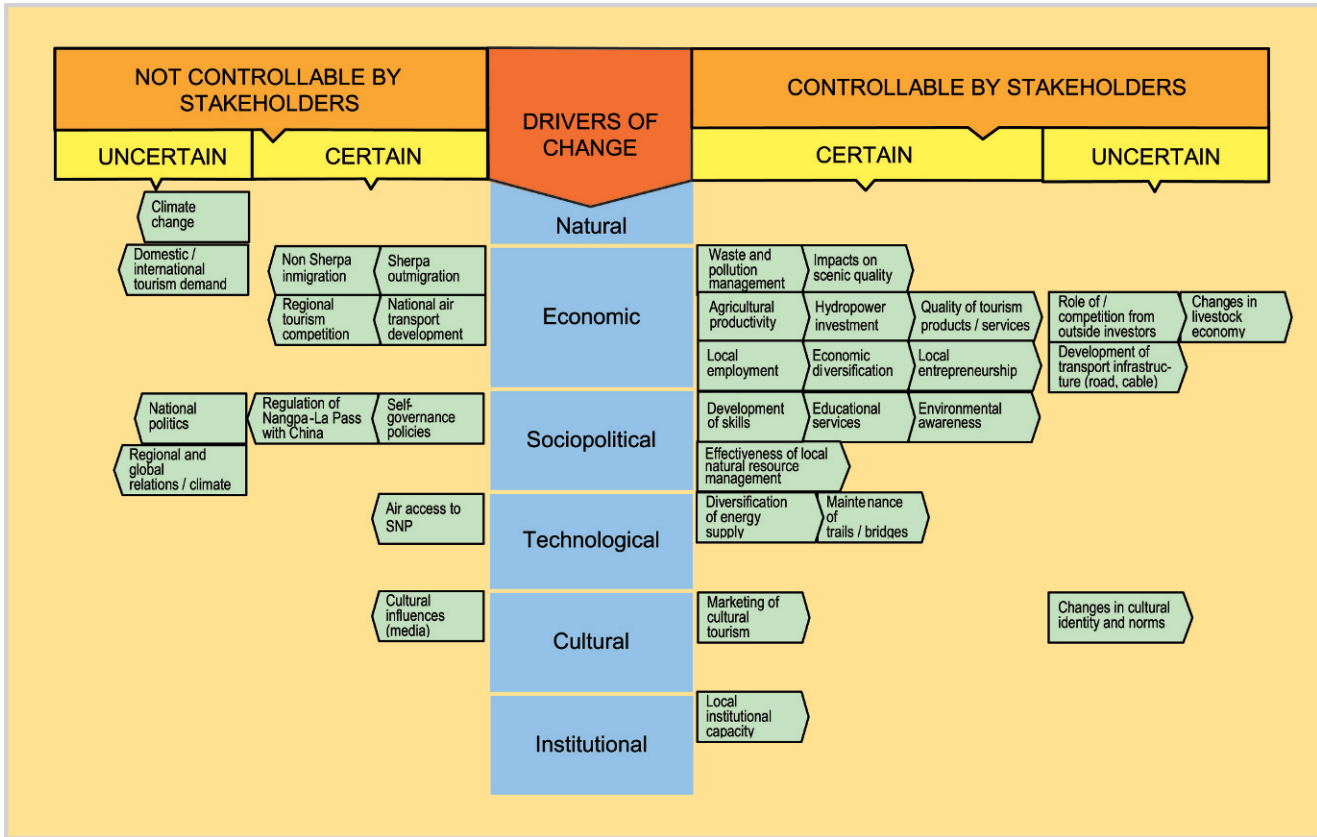 NOT CONTROLLABLE BY
STAKEHOLDERS
DRIVERS OF
CHANGE
CONTROLLABLE BY STAKEHOLDERS
UNCERTAIN
CERTAIN
CERTAIN
UNCERTAIN
Climate
change
Natural
Domestic /
international
tourism demand
Non Sherpa
inmigration
Sherpa
outmigration
Regional
tourism
competition
National air
transport
development
Economic
Waste and
pollution
management
Impacts on
scenic quality
Agricultural
productivity
Hydropower
investment
Quality of tourism
products / services
Role of /
competition from
outside investors
Changes in
livestock
economy
Local
employment
Economic
diversification
Local
entrepreneurship
Development of
transport infrastruc-
ture (road, cable)
National
politics
Regulation of
Nangpa-La Pass
with China
Self-
governance
policies
Regional and
global
relations / climate
Sociopolitical
Development
of skills
Educational
services
Environmental
awareness
Effectiveness of local
natural resource
management
Air access to
SNP
Technological
Diversification
of energy
supply
Maintenance
of
trails / bridges
Cultural
influences
(media)
Cultural
Marketing of
cultural
tourism
Changes in cultural
identity and norms
Institutional
Local
institutional
capacity